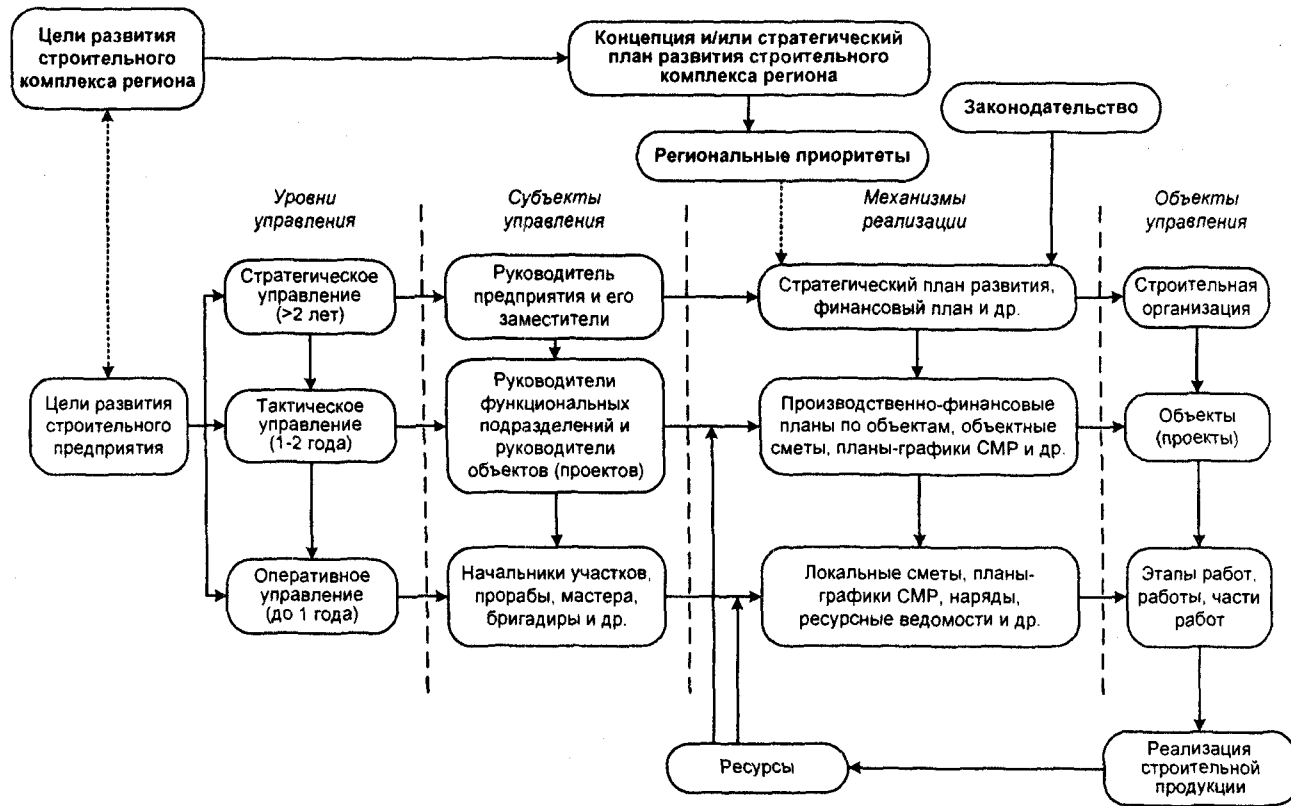 Цели развития
строительного
комплекса региона
Концепция и/или стратегический
план развития строительного
комплекса региона
Законодательство
Региональные приоритеты
Уровни
управления
Субъекты
управления
Механизмы
реализации
Объекты
управления
Стратегическое
управление
(>2 лет)
Руководитель
предприятия и его
заместители
Стратегический план развития,
финансовый план и др.
Строительная
организация
Цели развития
строительного
предприятия
Тактическое
управление
(1-2 года)
Руководители
функциональных
подразделений и
руководители
объектов (проектов)
Производственно-финансовые
планы по объектам, объектные
сметы, планы-графики СМР и др.
Объекты
(проекты)
Оперативное
управление
(до 1 года)
Начальники участков,
прорабы, мастера,
бригадиры и др.
Локальные сметы, планы-
графики СМР, наряды,
ресурсные ведомости и др.
Этапы работ,
работы, части
работ
Ресурсы
Реализация
строительной
продукции